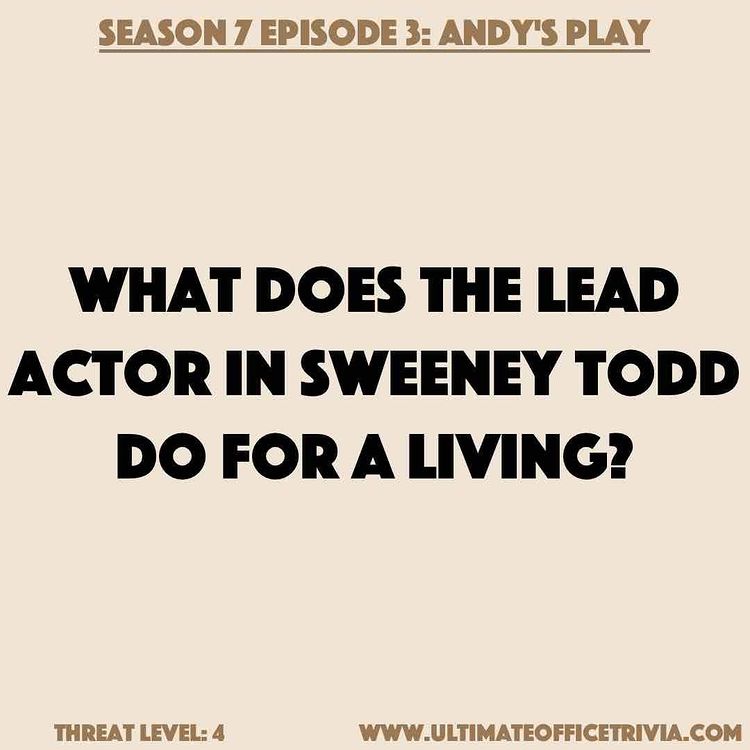 SEASON 7 EPISODE 3: ANDY'S PLAY
WHAT DOES THE LEAD
ACTOR IN SWEENEY TODD
DO FOR A LIVING?
THREAT LEVEL: 4
WWW.ULTIMATEOFFICETRIVIA.COM